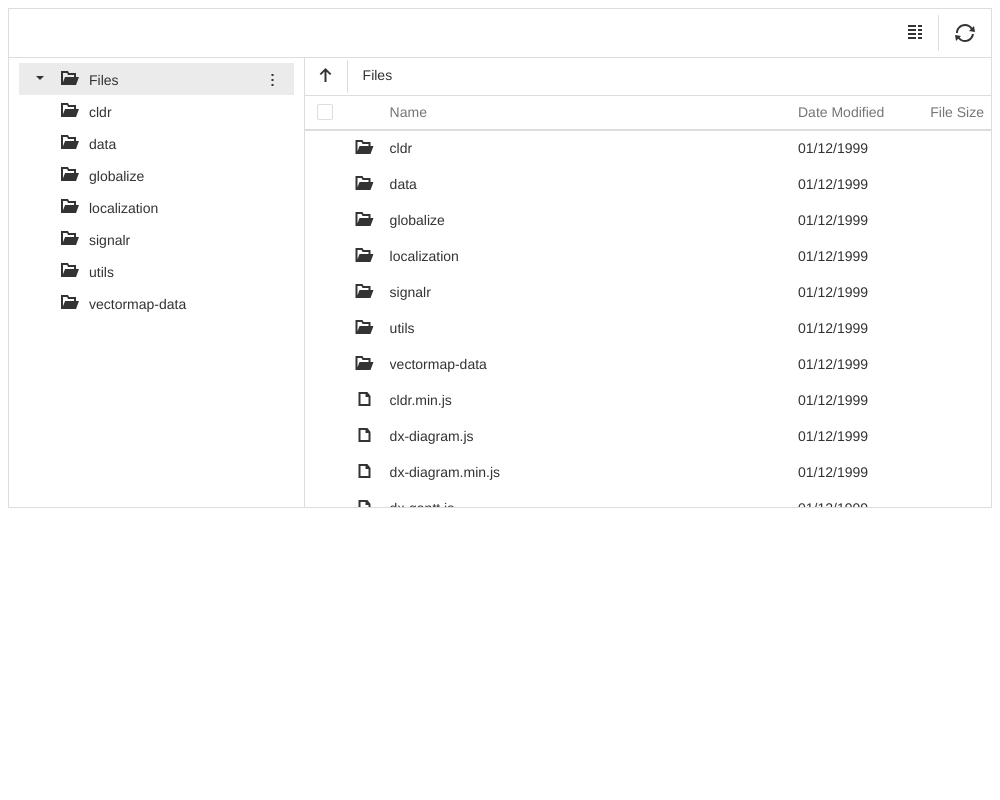 Files
cldr
data
globalize
localization
signalr
utils
vectormap-data
Files
Name Date Modified File Size
cldr 01/12/1999
data 01/12/1999
globalize 01/12/1999
localization 01/12/1999
signalr 01/12/1999
utils 01/12/1999
vectormap-data 01/12/1999
cldr.min.js 01/12/1999
dx-diagram.js 01/12/1999
dx-diagram.min.js 01/12/1999